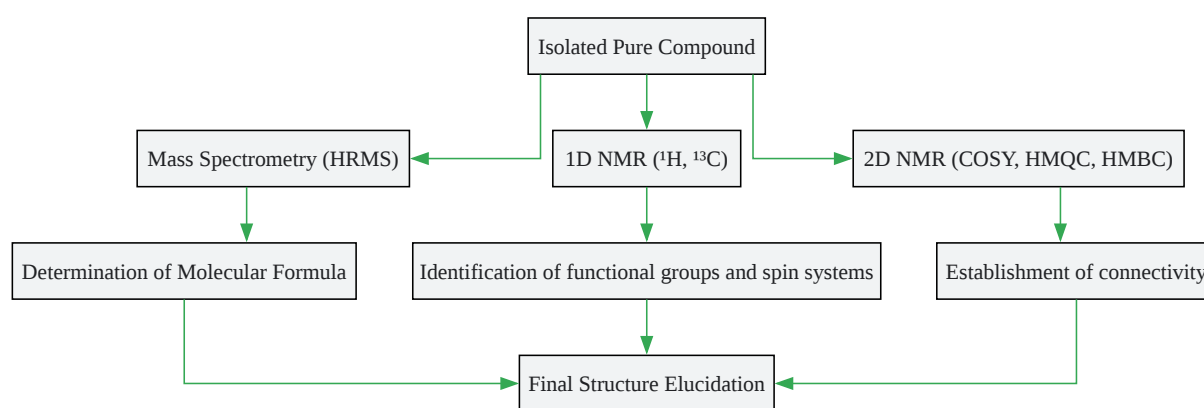 Isolated Pure Compound
Mass Spectrometry (HRMS)
1D NMR (¹H, ¹³C)
2D NMR (COSY, HMQC, HMBC)
Determination of Molecular Formula
Identification of functional groups and spin systems
Establishment of connectivity
Final Structure Elucidation